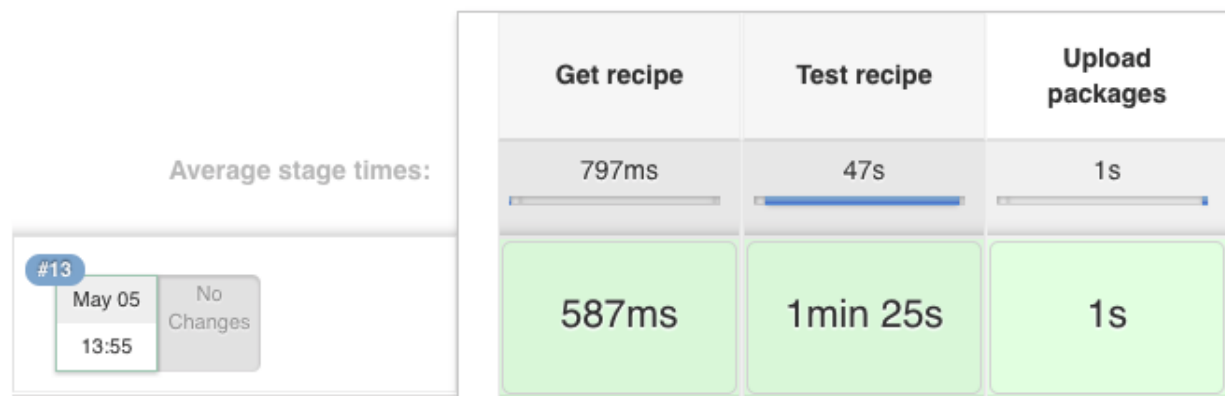 Get recipe
Test recipe
Upload
packages
Average stage times:
797ms
47s
1s
#13
May 05
13:55
No
Changes
587ms
1min 25s
1s